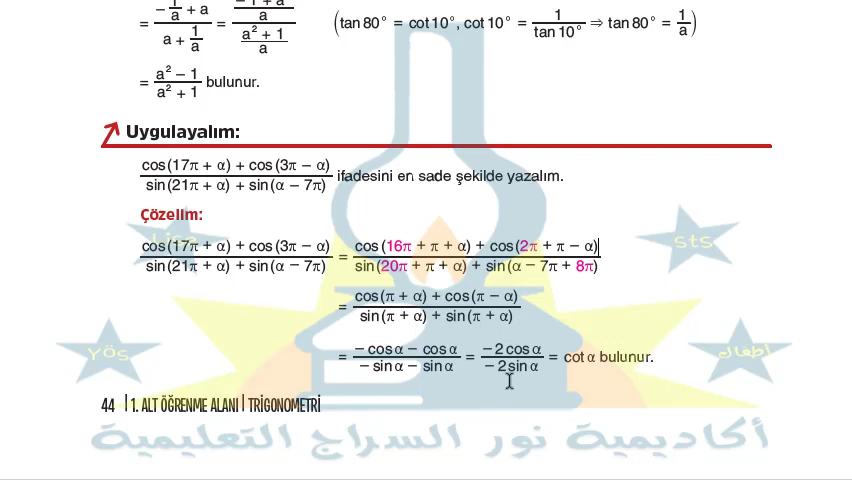 = (-1/a + a)/(a + 1/a) = ((-1 + a²)/a)/((a² + 1)/a) (tan 80° = cot 10°, cot 10° = 1/tan 10° ⇒ tan 80° = 1/a)
= (a² − 1)/(a² + 1) bulunur.
Uygulayalım:
(cos(17π + α) + cos(3π − α))/(sin(21π + α) + sin(α − 7π)) ifadesini en sade şekilde yazalım.
Çözelim:
(cos(17π + α) + cos(3π − α))/(sin(21π + α) + sin(α − 7π)) = (cos(16π + π + α) + cos(2π + π − α))/(sin(20π + π + α) + sin(α − 7π + 8π))
= (cos(π + α) + cos(π − α))/(sin(π + α) + sin(π + α))
= (− cos α − cos α)/(− sin α − sin α) = (− 2 cos α)/(− 2 sin α) = cot α bulunur.
Lise
sts
YÖS
أطفال
44 | 1. ALT ÖĞRENME ALANI | TRİGONOMETRİ
أكاديمية نور السراج التعليمية